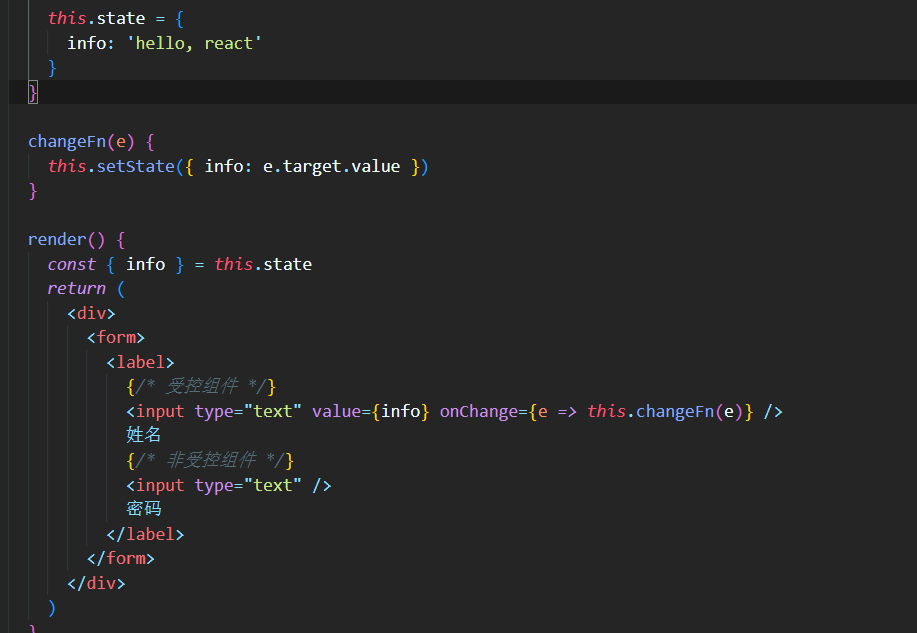 this.state = {
info: 'hello, react'
}
}
changeFn(e) {
this.setState({ info: e.target.value })
}
render() {
const { info } = this.state
return (
<div>
<form>
<label>
{/* 受控组件 */}
<input type="text" value={info} onChange={e => this.changeFn(e)} />
姓名
{/* 非受控组件 */}
<input type="text" />
密码
</label>
</form>
</div>
)
}